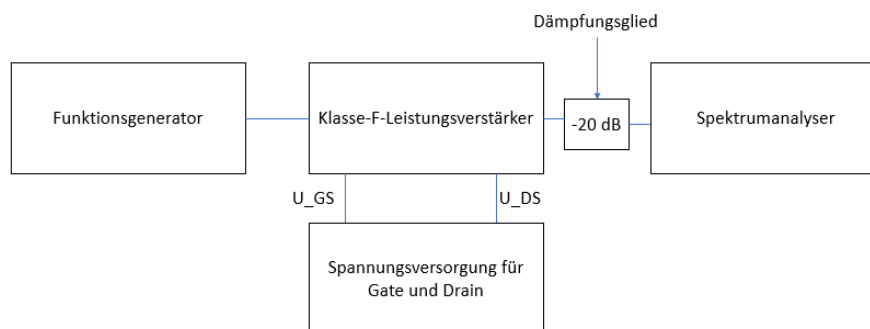 Dämpfungsglied
Funktionsgenerator
Klasse-F-Leistungsverstärker
-20 dB
Spektrumanalyser
U_GS
U_DS
Spannungsversorgung für
Gate und Drain